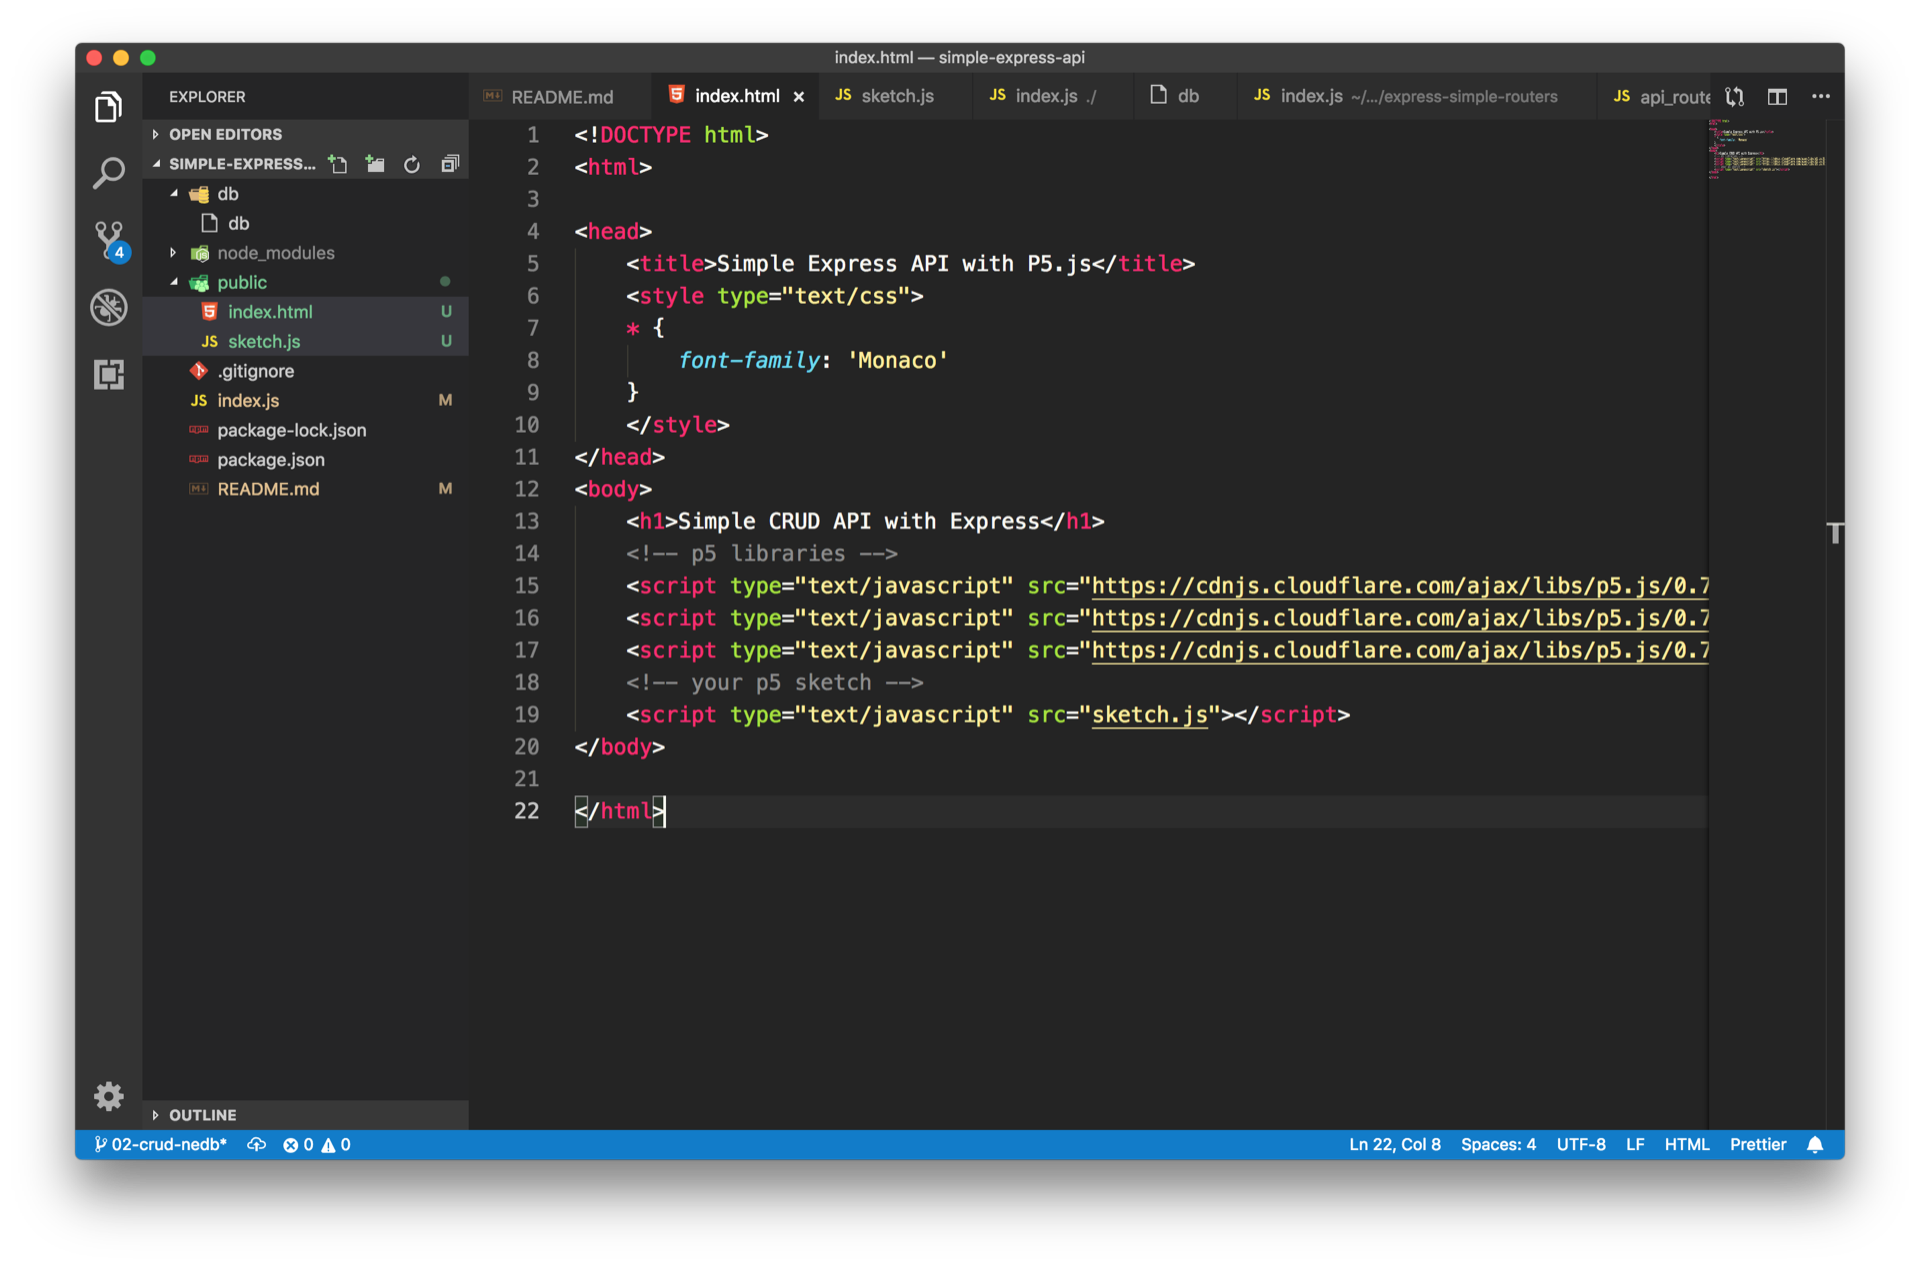 index.html — simple-express-api
EXPLORER
README.md
index.html
JS sketch.js
JS index.js ./
db
JS index.js ~/.../express-simple-routers
JS api_route
OPEN EDITORS
SIMPLE-EXPRESS...
db
db
node_modules
public
index.html U
JS sketch.js U
.gitignore
JS index.js M
package-lock.json
package.json
README.md M
4
OUTLINE
1 <!DOCTYPE html>
2 <html>
3
4 <head>
5 <title>Simple Express API with P5.js</title>
6 <style type="text/css">
7 * {
8 font-family: 'Monaco'
9 }
10 </style>
11 </head>
12 <body>
13 <h1>Simple CRUD API with Express</h1>
14 <!-- p5 libraries -->
15 <script type="text/javascript" src="https://cdnjs.cloudflare.com/ajax/libs/p5.js/0.7
16 <script type="text/javascript" src="https://cdnjs.cloudflare.com/ajax/libs/p5.js/0.7
17 <script type="text/javascript" src="https://cdnjs.cloudflare.com/ajax/libs/p5.js/0.7
18 <!-- your p5 sketch -->
19 <script type="text/javascript" src="sketch.js"></script>
20 </body>
21
22 </html>
02-crud-nedb* 0 0
Ln 22, Col 8 Spaces: 4 UTF-8 LF HTML Prettier